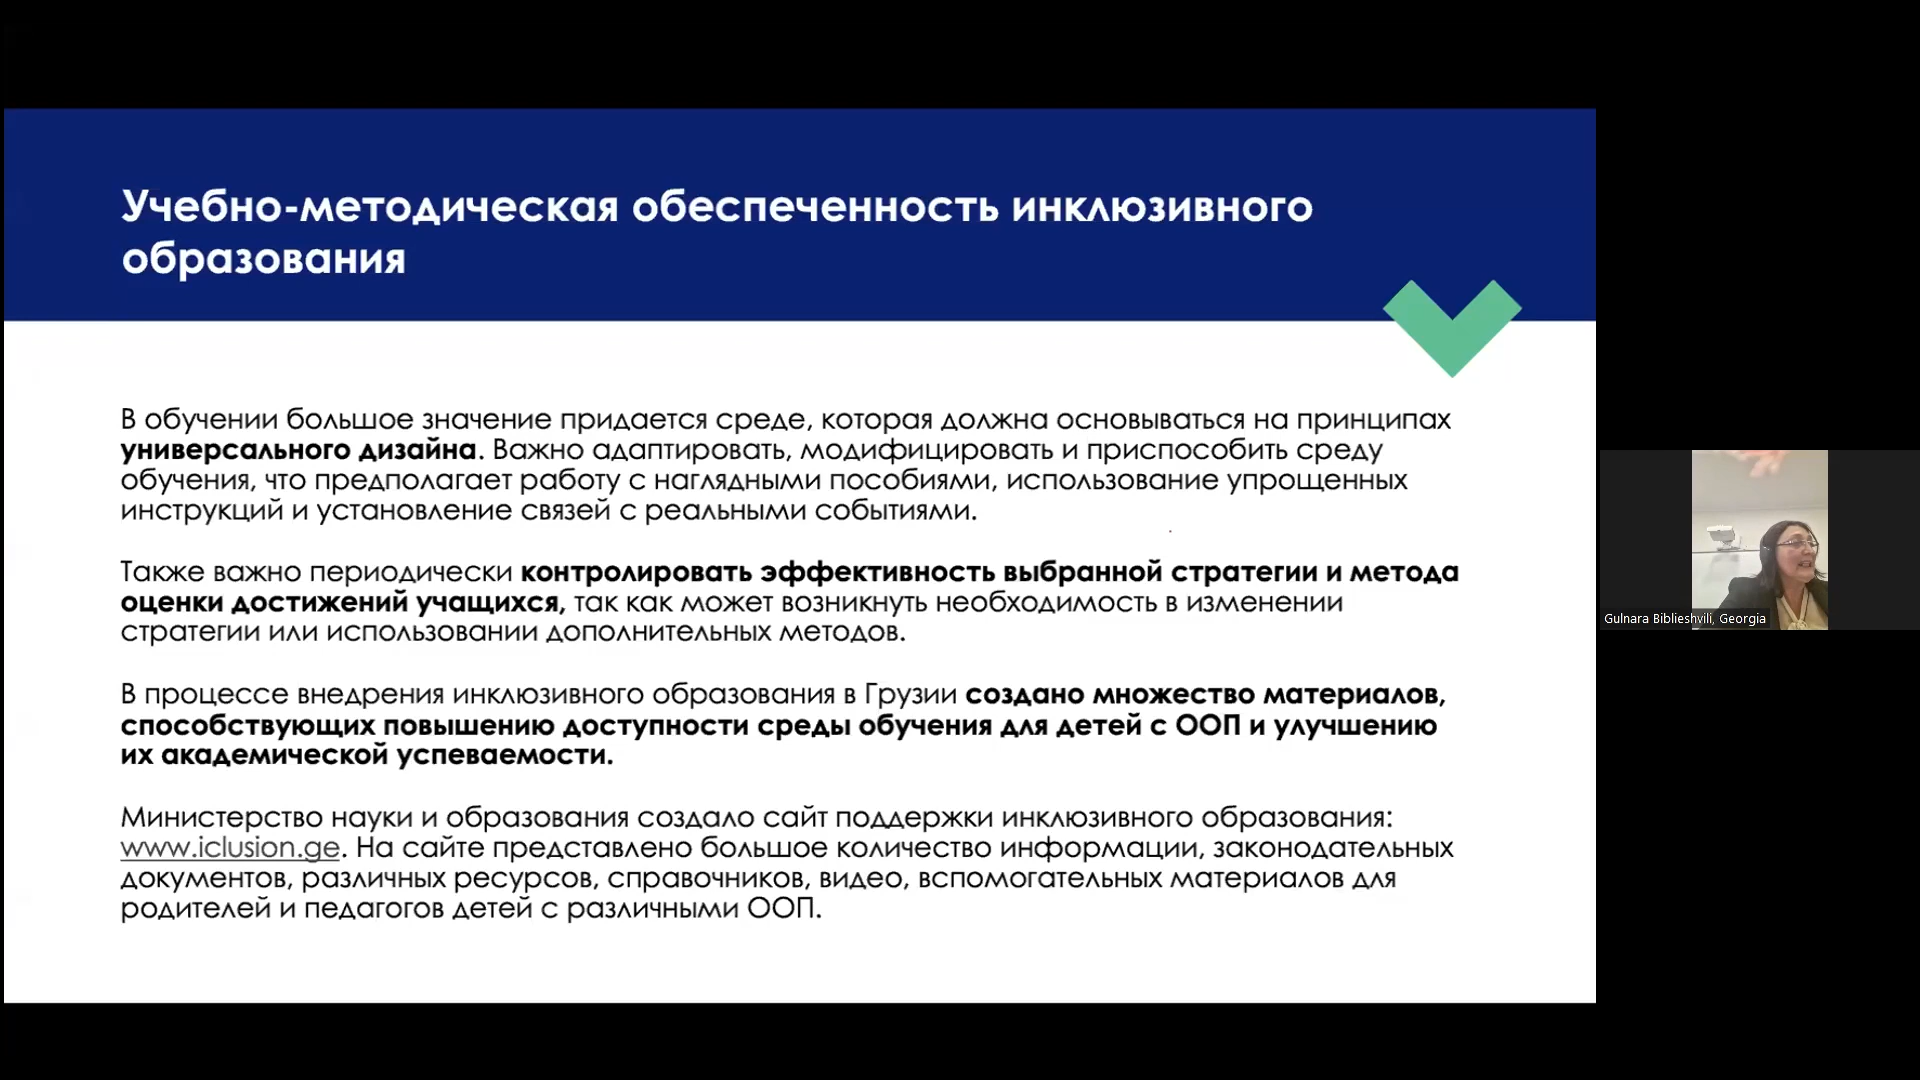 Учебно-методическая обеспеченность инклюзивного
образования
В обучении большое значение придается среде, которая должна основываться на принципах
универсального дизайна. Важно адаптировать, модифицировать и приспособить среду
обучения, что предполагает работу с наглядными пособиями, использование упрощенных
инструкций и установление связей с реальными событиями.
Также важно периодически контролировать эффективность выбранной стратегии и метода
оценки достижений учащихся, так как может возникнуть необходимость в изменении
стратегии или использовании дополнительных методов.
В процессе внедрения инклюзивного образования в Грузии создано множество материалов,
способствующих повышению доступности среды обучения для детей с ООП и улучшению
их академической успеваемости.
Министерство науки и образования создало сайт поддержки инклюзивного образования:
www.iclusion.ge. На сайте представлено большое количество информации, законодательных
документов, различных ресурсов, справочников, видео, вспомогательных материалов для
родителей и педагогов детей с различными ООП.
Gulnara Biblieshvili, Georgia